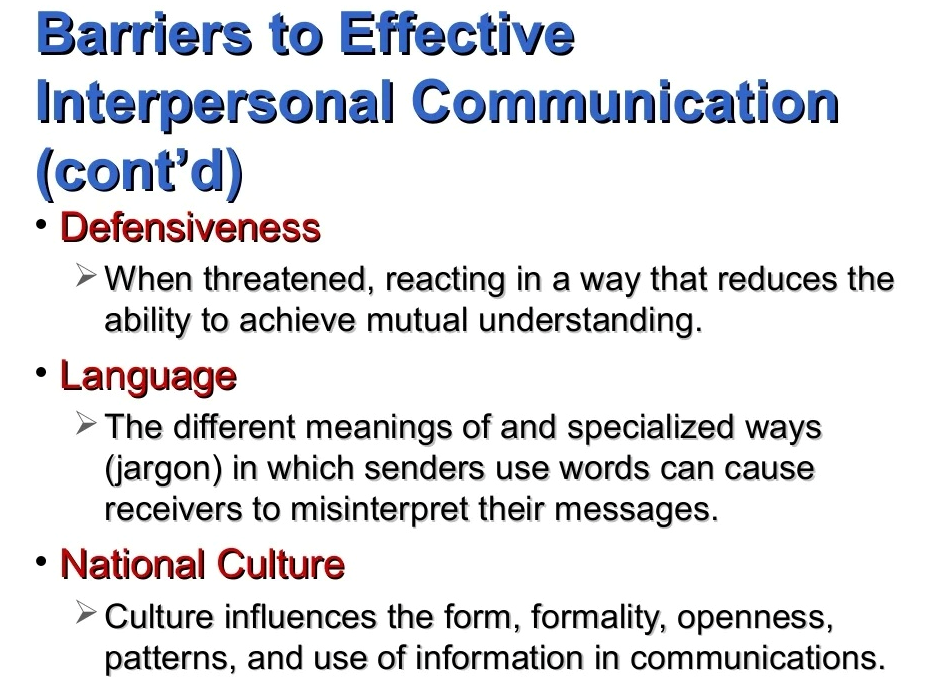 Barriers to Effective
Interpersonal Communication
(cont’d)
• Defensiveness
➢ When threatened, reacting in a way that reduces the
ability to achieve mutual understanding.
• Language
➢ The different meanings of and specialized ways
(jargon) in which senders use words can cause
receivers to misinterpret their messages.
• National Culture
➢ Culture influences the form, formality, openness,
patterns, and use of information in communications.